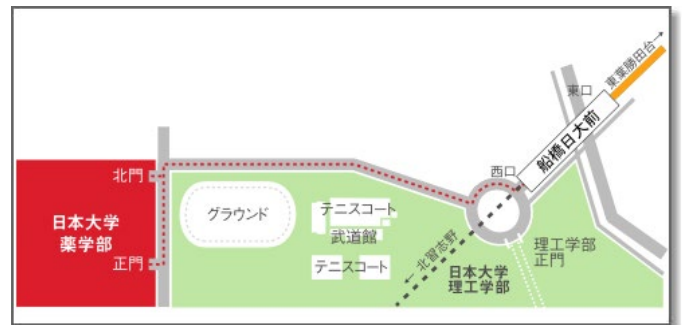 東葉勝田台→
東口
船橋日大前
西口
北門
日本大学
薬学部
正門
グラウンド
テニスコート
武道館
テニスコート
←北習志野
日本大学
理工学部
理工学部
正門